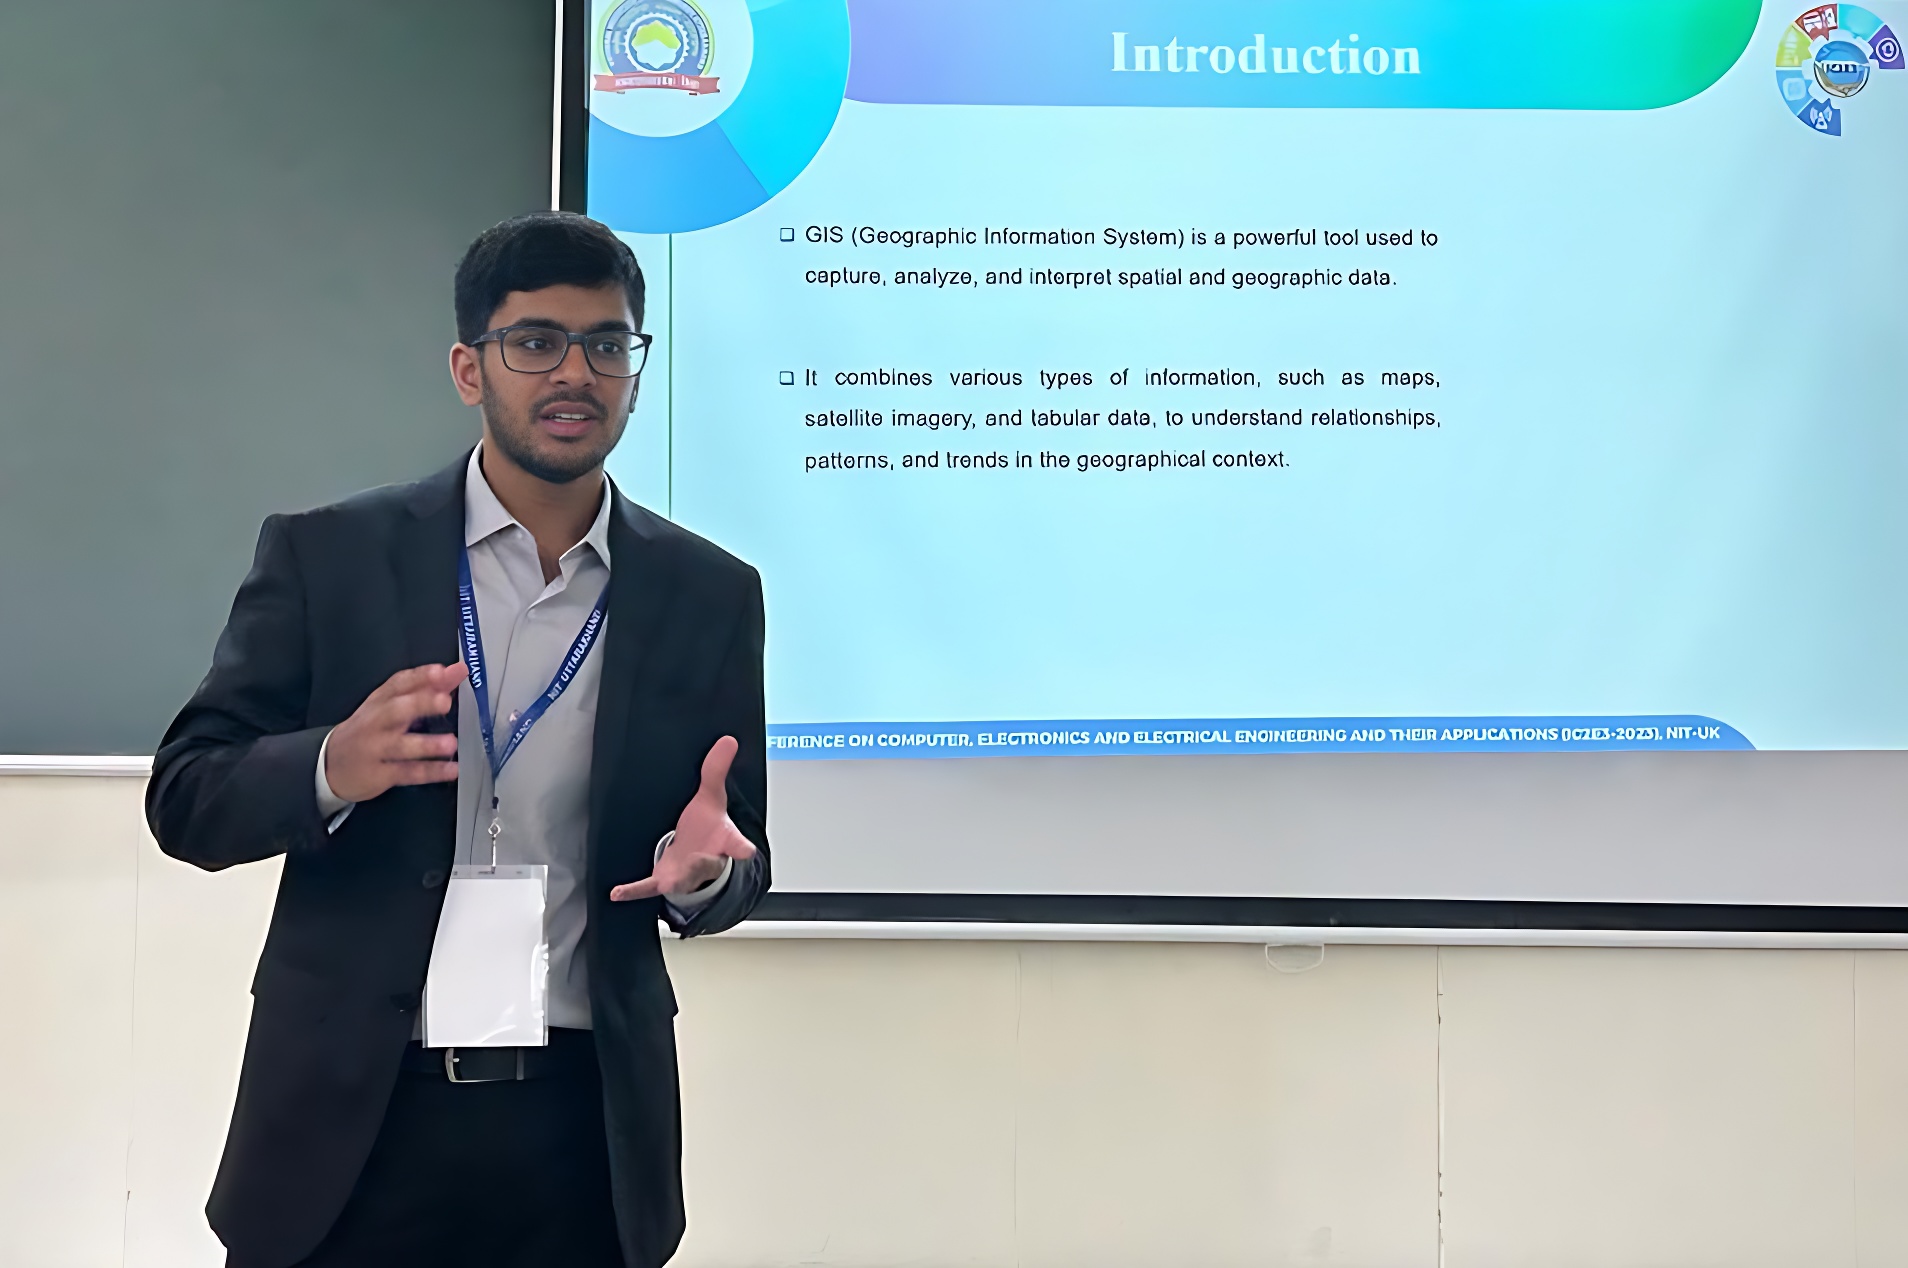 Introduction
❑ GIS (Geographic Information System) is a powerful tool used to
capture, analyze, and interpret spatial and geographic data.
❑ It combines various types of information, such as maps,
satellite imagery, and tabular data, to understand relationships,
patterns, and trends in the geographical context.
NIT UTTARAKHAND
NIT UTTARAKHAND
ON COMPUTER, ELECTRONICS AND ELECTRICAL ENGINEERING AND THEIR APPLICATIONS (IC2E3-2023), NIT-UK